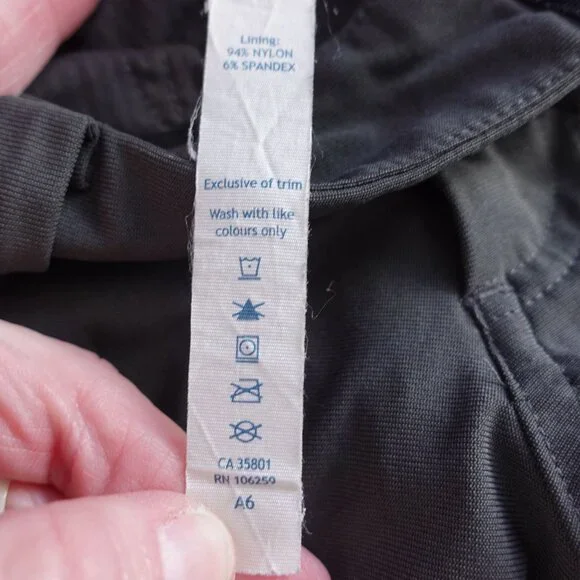 Lining:
94% NYLON
6% SPANDEX
Exclusive of trim
Wash with like
colours only
CA 35801
RN 106259
A6